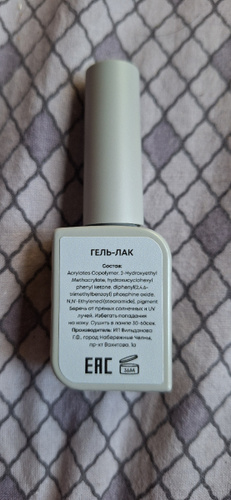 ГЕЛЬ-ЛАК
Состав:
Acrylates Copolymer, 2-Hydroxyethyl
Methacrylate, hydroxycyclohexyl
phenyl ketone, diphenyl(2,4,6-
trimethylbenzoyl) phosphine oxide,
pigment
Беречь от прямых солнечных и UV
лучей. Избегать попадания
на кожу. Сушить в лампе 30-60сек.
Производитель: ИП
Г.Ф., город Набережные Челны,
пр-кт Вахитова,
EAC